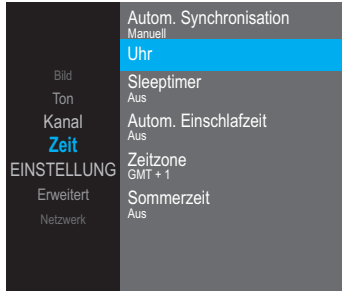 Bild
Ton
Kanal
Zeit
EINSTELLUNG
Erweitert
Netzwerk
Autom. Synchronisation
Manuell
Uhr
Sleeptimer
Aus
Autom. Einschlafzeit
Aus
Zeitzone
GMT + 1
Sommerzeit
Aus